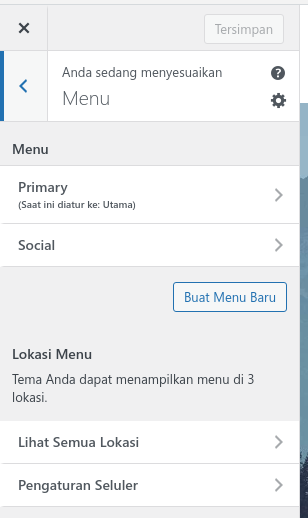 Tersimpan
Anda sedang menyesuaikan
Menu
Menu
Primary
(Saat ini diatur ke: Utama)
Social
Buat Menu Baru
Lokasi Menu
Tema Anda dapat menampilkan menu di 3
lokasi.
Lihat Semua Lokasi
Pengaturan Seluler